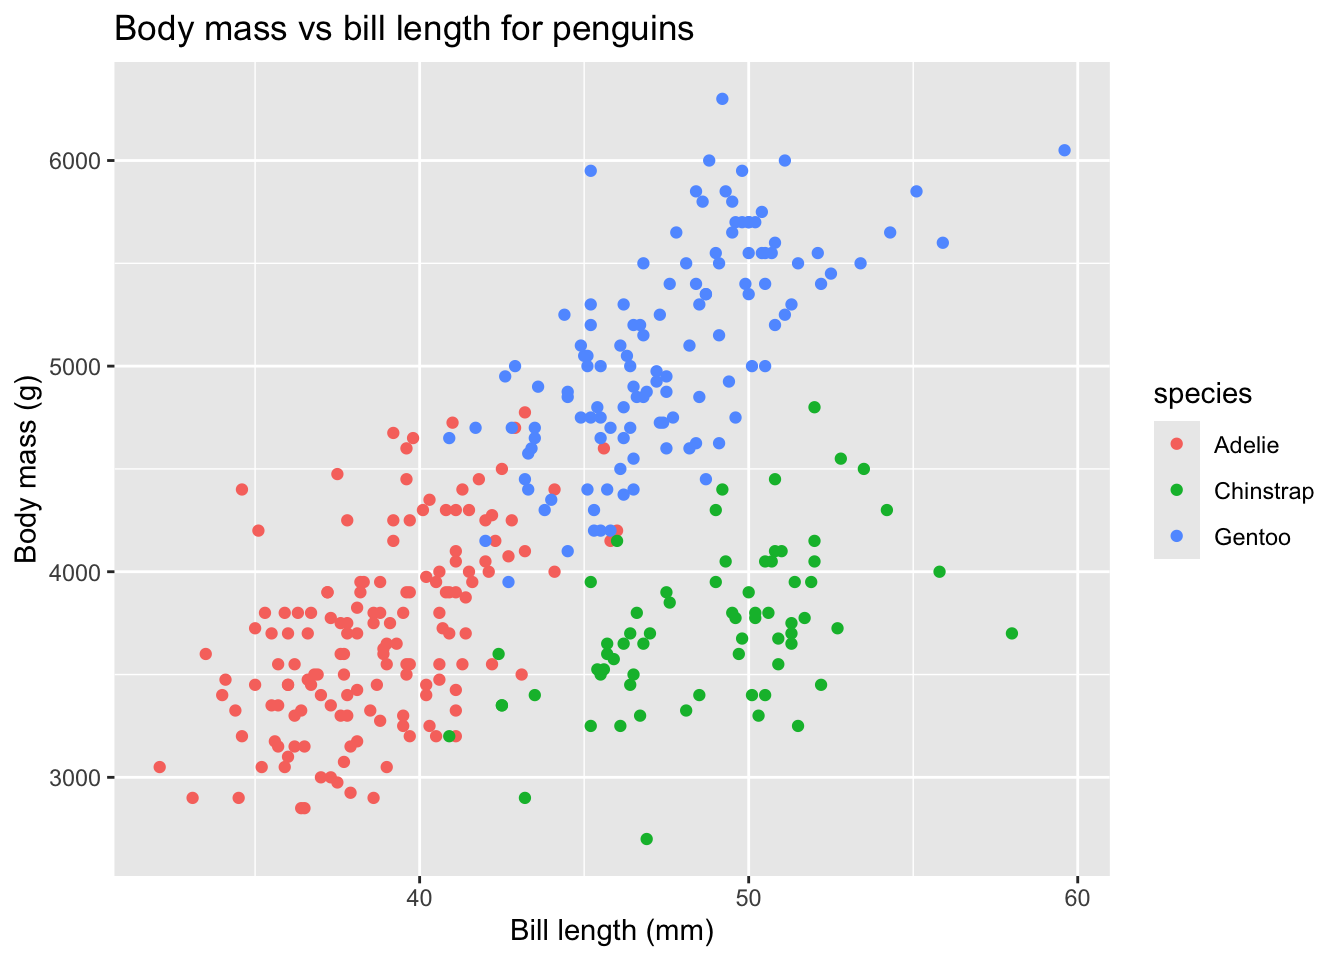 Body mass vs bill length for penguins
Body mass (g)
6000
5000
4000
3000
40 50 60
Bill length (mm)
species
Adelie
Chinstrap
Gentoo